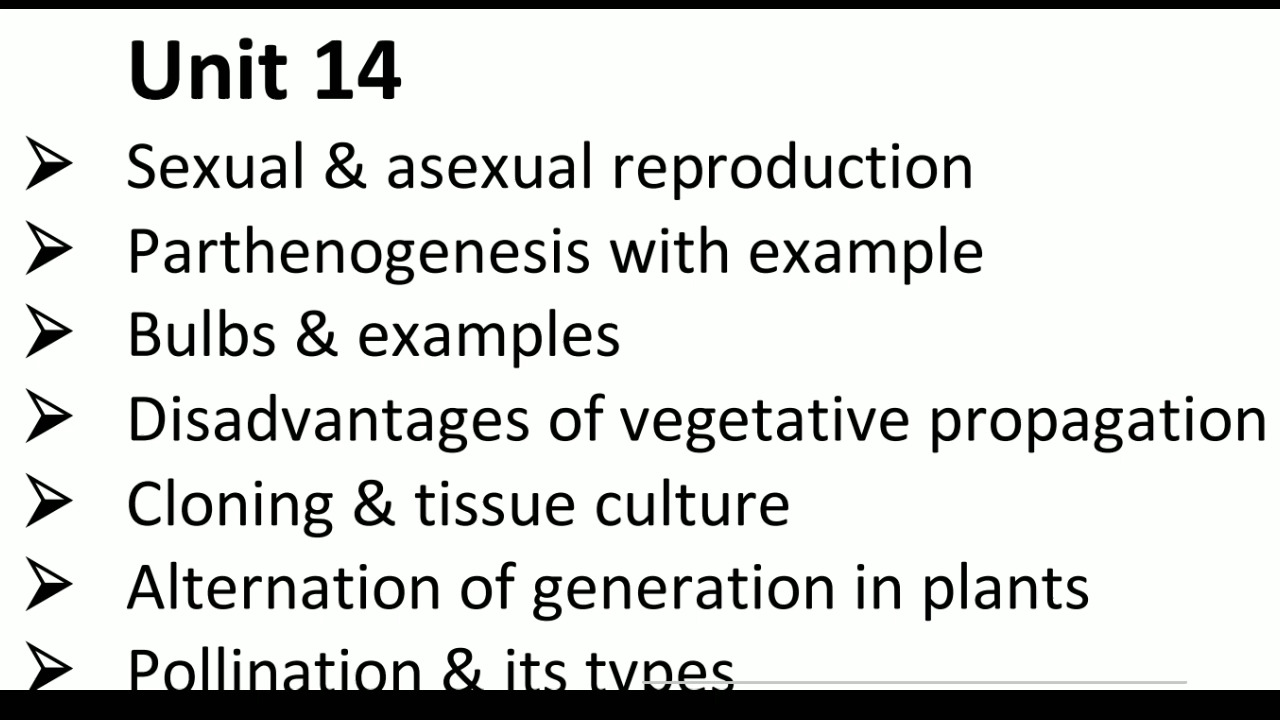 Unit 14
➢ Sexual & asexual reproduction
➢ Parthenogenesis with example
➢ Bulbs & examples
➢ Disadvantages of vegetative propagation
➢ Cloning & tissue culture
➢ Alternation of generation in plants
➢ Pollination & its types